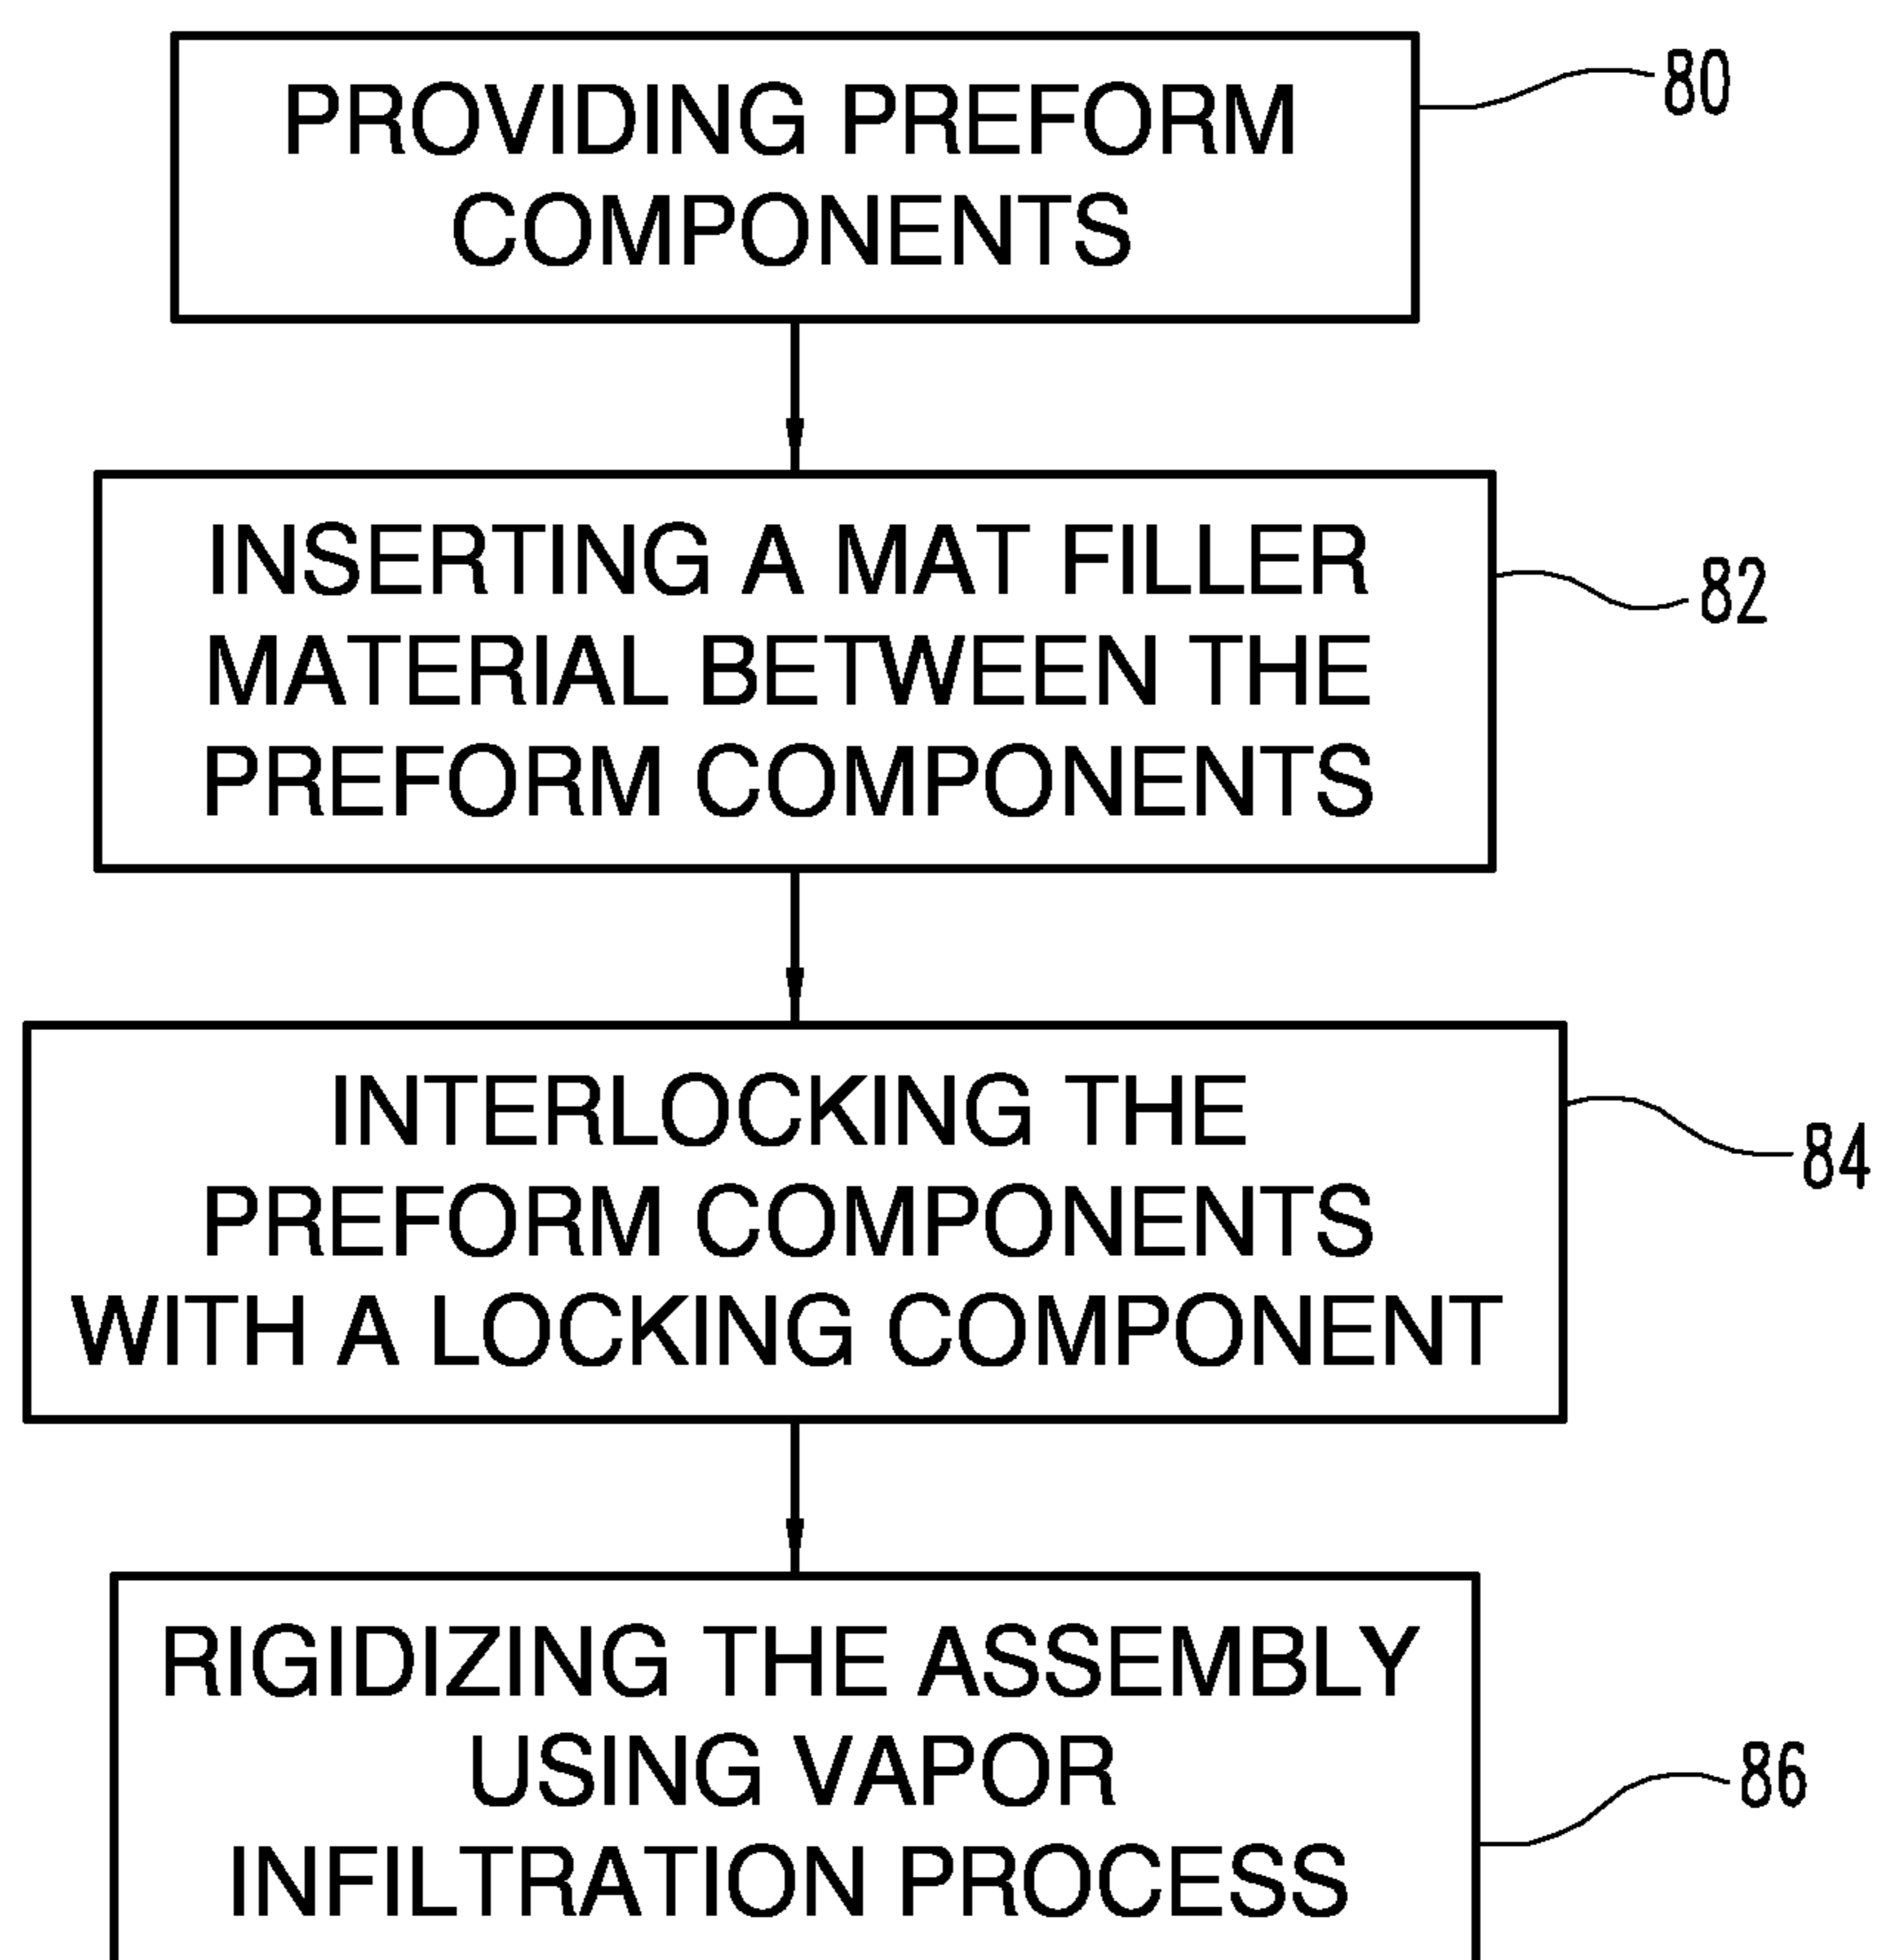 PROVIDING PREFORM
COMPONENTS
80
INSERTING A MAT FILLER
MATERIAL BETWEEN THE
PREFORM COMPONENTS
82
INTERLOCKING THE
PREFORM COMPONENTS
WITH A LOCKING COMPONENT
84
RIGIDIZING THE ASSEMBLY
USING VAPOR
INFILTRATION PROCESS
86